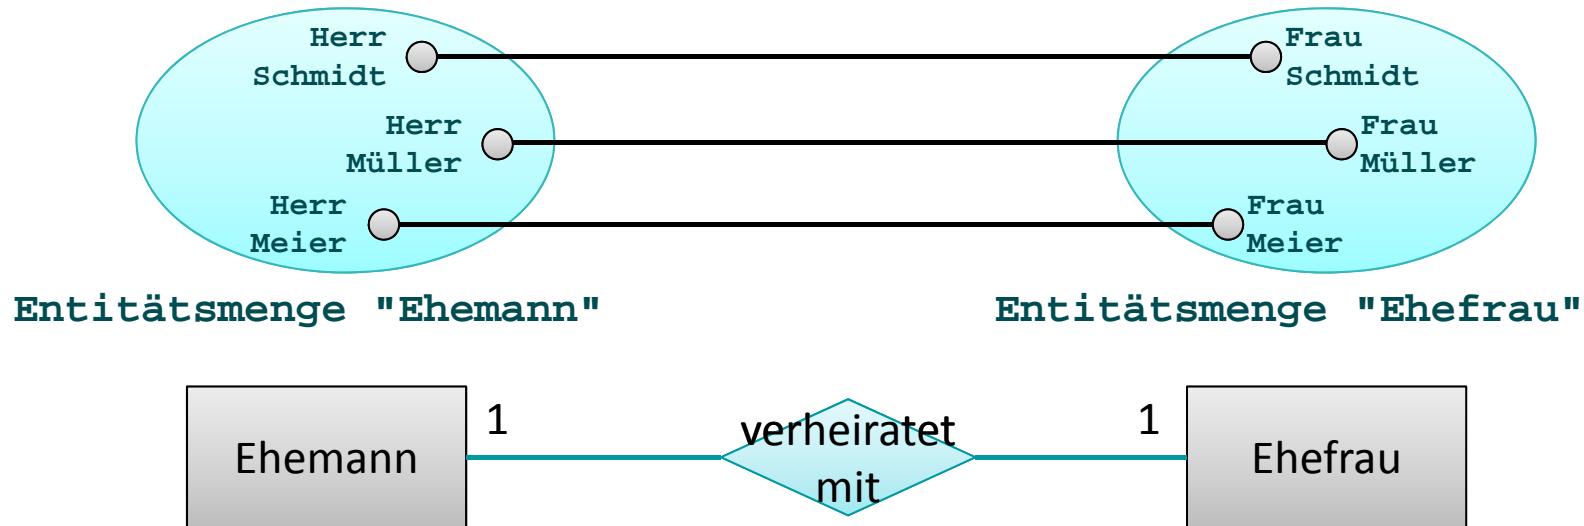 Herr
Schmidt
Frau
Schmidt
Herr
Müller
Frau
Müller
Herr
Meier
Frau
Meier
Entitätsmenge "Ehemann"
Entitätsmenge "Ehefrau"
Ehemann
1
verheiratet
mit
1
Ehefrau